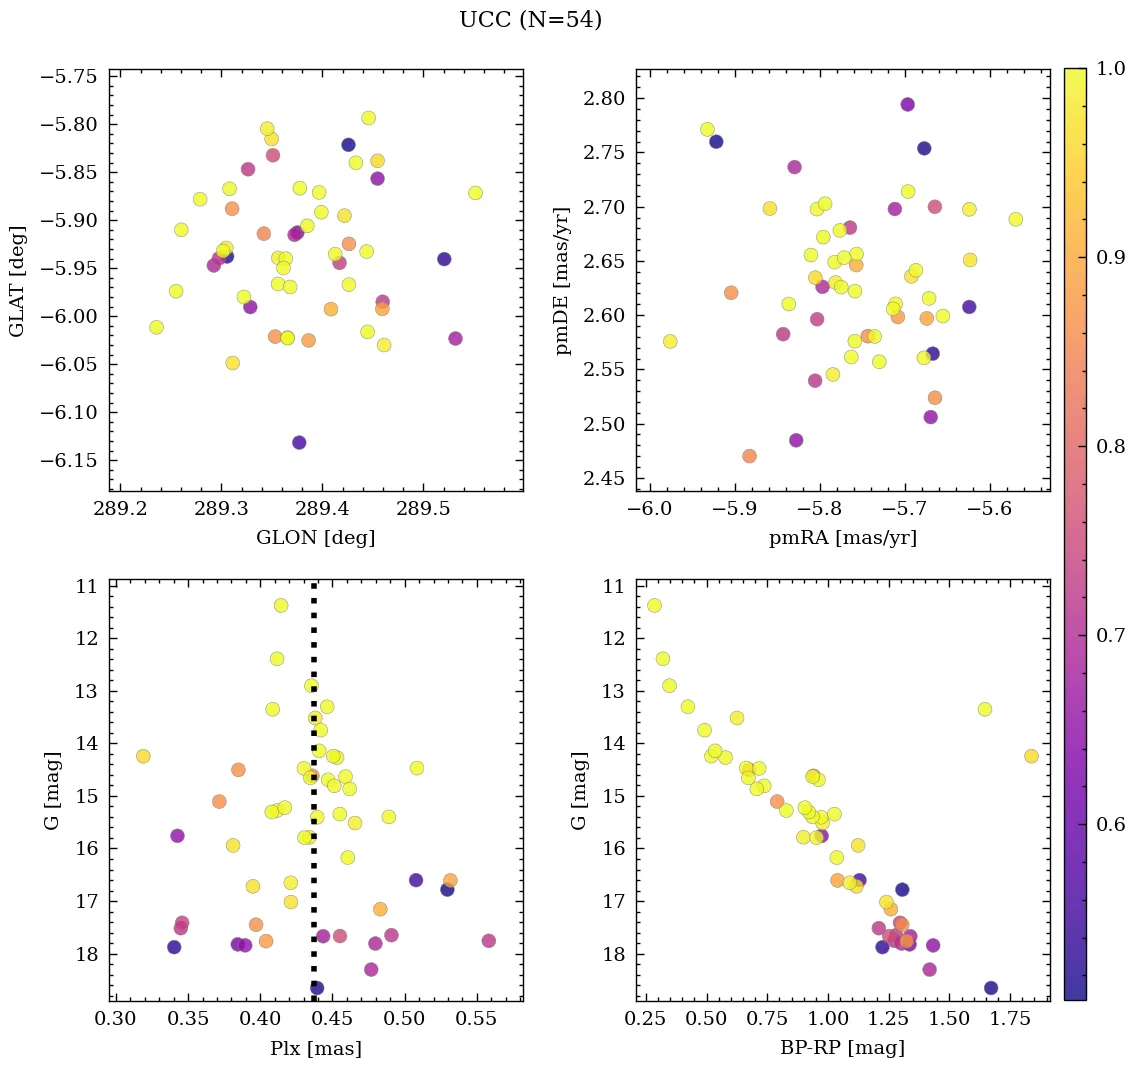 UCC (N=54)
−5.75
−5.80
−5.85
−5.90
−5.95
−6.00
−6.05
−6.10
−6.15
GLAT [deg]
289.2 289.3 289.4 289.5
GLON [deg]
2.80
2.75
2.70
2.65
2.60
2.55
2.50
2.45
pmDE [mas/yr]
−6.0 −5.9 −5.8 −5.7 −5.6
pmRA [mas/yr]
1.0
0.9
0.8
0.7
0.6
11
12
13
14
15
16
17
18
G [mag]
0.30 0.35 0.40 0.45 0.50 0.55
Plx [mas]
11
12
13
14
15
16
17
18
G [mag]
0.25 0.50 0.75 1.00 1.25 1.50 1.75
BP-RP [mag]